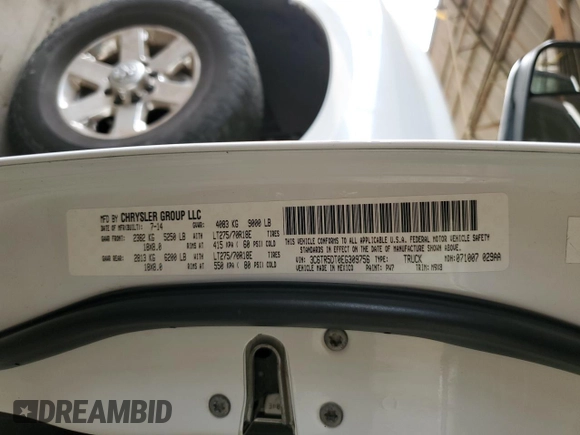 MFD BY CHRYSLER GROUP LLC
DATE OF MFR(BUILT): 7-14 GVWR: 4083 KG 9000 LB
GAWR: FRONT 2382 KG 5250 LB WITH LT275/70R18E TIRES
18X8.0 RIMS AT 415 KPA ( 60 PSI) COLD
GAWR: REAR 2813 KG 6200 LB WITH LT275/70R18E TIRES
18X8.0 RIMS AT 550 KPA ( 80 PSI) COLD
THIS VEHICLE CONFORMS TO ALL APPLICABLE U.S.A. FEDERAL MOTOR VEHICLE SAFETY
STANDARDS IN EFFECT ON THE DATE OF MANUFACTURE SHOWN ABOVE.
VIN: 3C6TR5DT0EG309756 TYPE: TRUCK MDH:071007 029AA
VEHICLE MADE IN MEXICO PAINT: PW7 TRIM: M9X8
DREAMBID